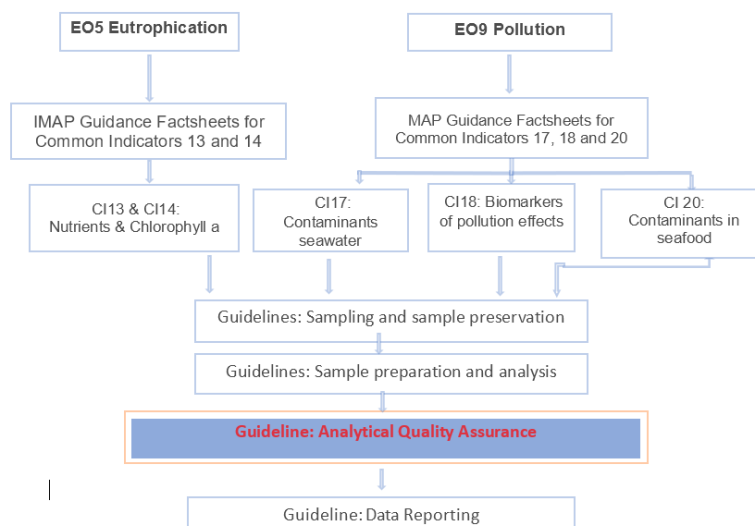 EO5 Eutrophication
EO9 Pollution
IMAP Guidance Factsheets for
Common Indicators 13 and 14
MAP Guidance Factsheets for
Common Indicators 17, 18 and 20
CI13 & CI14:
Nutrients & Chlorophyll a
CI17:
Contaminants
seawater
CI18: Biomarkers
of pollution effects
CI 20:
Contaminants in
seafood
Guidelines: Sampling and sample preservation
Guidelines: Sample preparation and analysis
Guideline: Analytical Quality Assurance
Guideline: Data Reporting